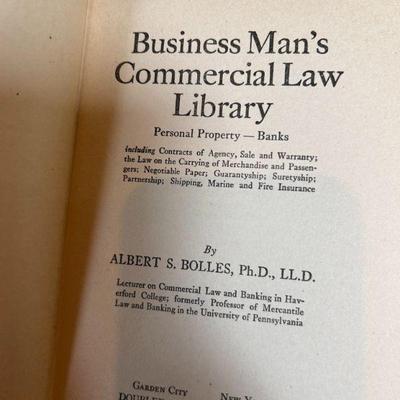 Business Man's
Commercial Law
Library
Personal Property — Banks
including Contracts of Agency, Sale and Warranty;
the Law on the Carrying of Merchandise and Passen-
gers; Negotiable Paper; Guarantyship; Suretyship;
Partnership; Shipping, Marine and Fire Insurance
By
ALBERT S. BOLLES, Ph.D., LL.D.
Lecturer on Commercial Law and Banking in Hav-
erford College; formerly Professor of Mercantile
Law and Banking in the University of Pennsylvania
GARDEN CITY